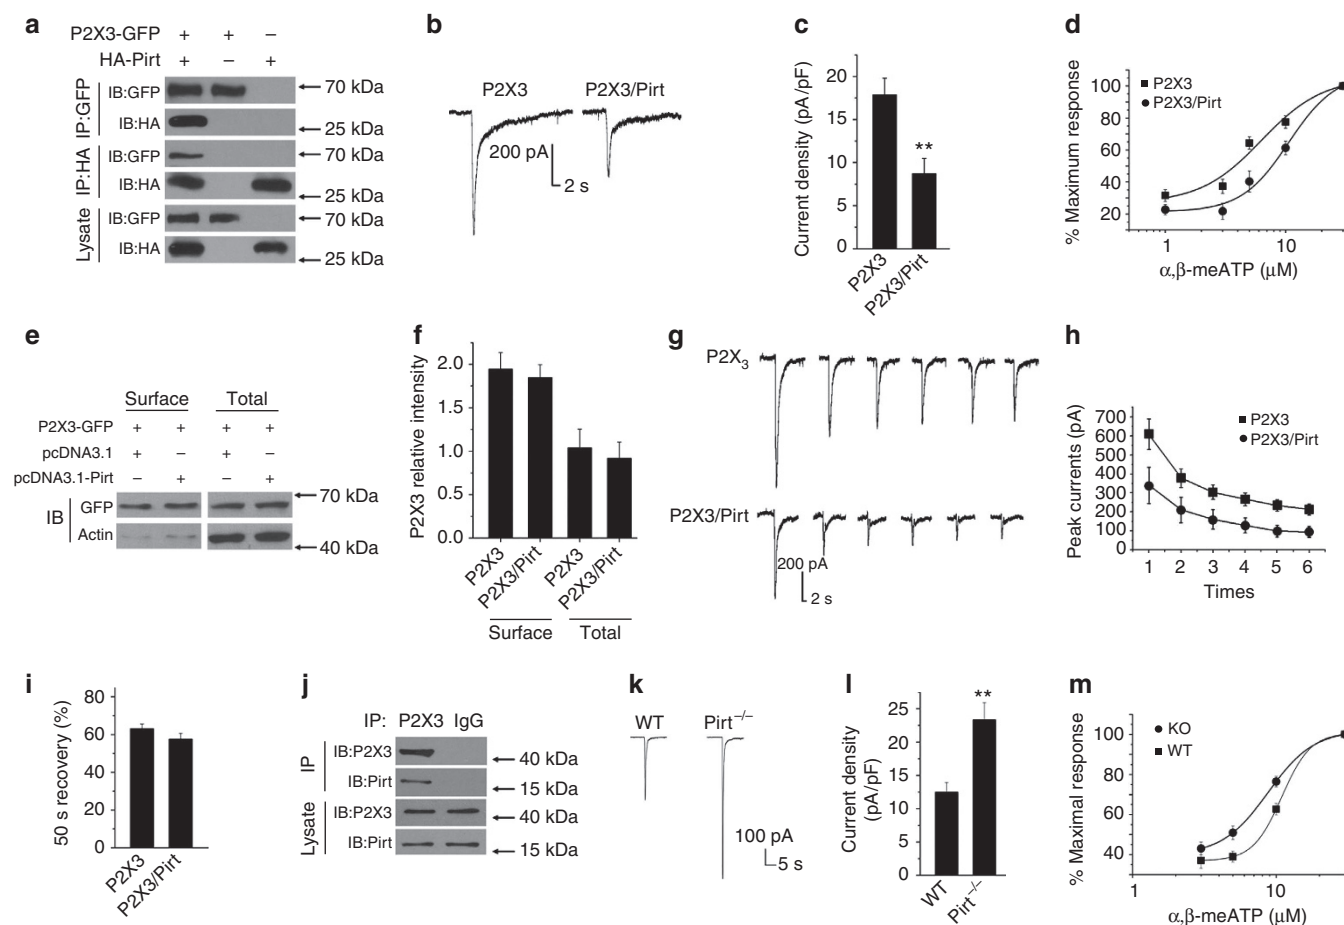 a
P2X3-GFP + + –
HA-Pirt + – +
IP:GFP
IB:GFP
70 kDa
IB:HA
25 kDa
IP:HA
IB:GFP
70 kDa
IB:HA
25 kDa
Lysate
IB:GFP
70 kDa
IB:HA
25 kDa
b
P2X3
P2X3/Pirt
200 pA
2 s
c
Current density (pA/pF)
20
15
10
5
0
**
P2X3
P2X3/Pirt
d
% Maximum response
100
80
60
40
20
P2X3
P2X3/Pirt
1
10
α,β-meATP (μM)
e
Surface
Total
P2X3-GFP + + + +
pcDNA3.1 + – + –
pcDNA3.1-Pirt – + – +
IB
GFP
70 kDa
Actin
40 kDa
f
P2X3 relative intensity
2.0
1.5
1.0
0.5
0.0
P2X3
P2X3/Pirt
P2X3
P2X3/Pirt
Surface
Total
g
P2X3
P2X3/Pirt
200 pA
2 s
h
Peak currents (pA)
700
600
500
400
300
200
100
0
P2X3
P2X3/Pirt
1 2 3 4 5 6
Times
i
50 s recovery (%)
80
60
40
20
0
P2X3
P2X3/Pirt
j
IP: P2X3 IgG
IP
IB:P2X3
40 kDa
IB:Pirt
15 kDa
Lysate
IB:P2X3
40 kDa
IB:Pirt
15 kDa
k
WT
Pirt−/−
100 pA
5 s
l
Current density
(pA/pF)
25
20
15
10
5
0
**
WT
Pirt−/−
m
% Maximal response
100
80
60
40
KO
WT
1
10
α,β-meATP (μM)